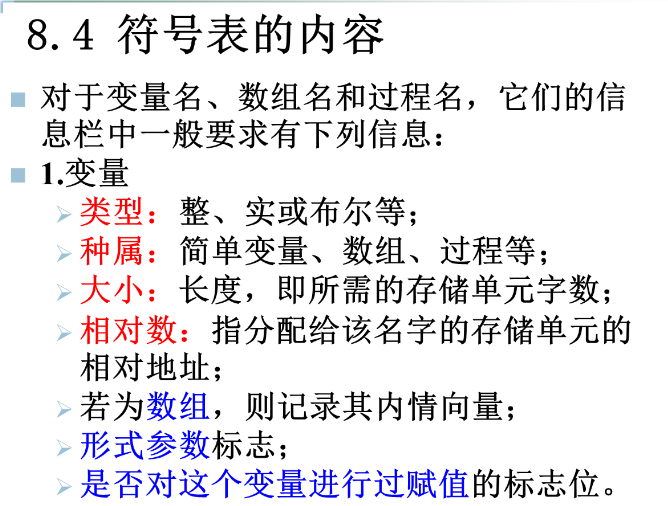 8.4 符号表的内容
对于变量名、数组名和过程名，它们的信
息栏中一般要求有下列信息：
1.变量
类型：整、实或布尔等；
种属：简单变量、数组、过程等；
大小：长度，即所需的存储单元字数；
相对数：指分配给该名字的存储单元的
相对地址；
若为数组，则记录其内情向量；
形式参数标志；
是否对这个变量进行过赋值的标志位。